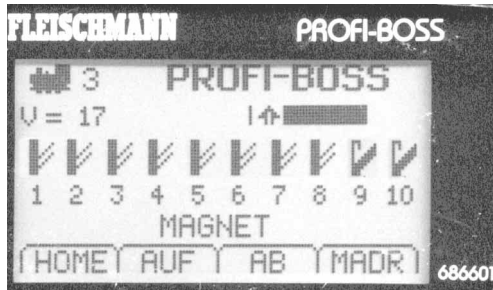 FLEISCHMANN PROFI-BOSS
3 PROFI-BOSS
V = 17
1 2 3 4 5 6 7 8 9 10
MAGNET
HOME AUF AB MADR
686601